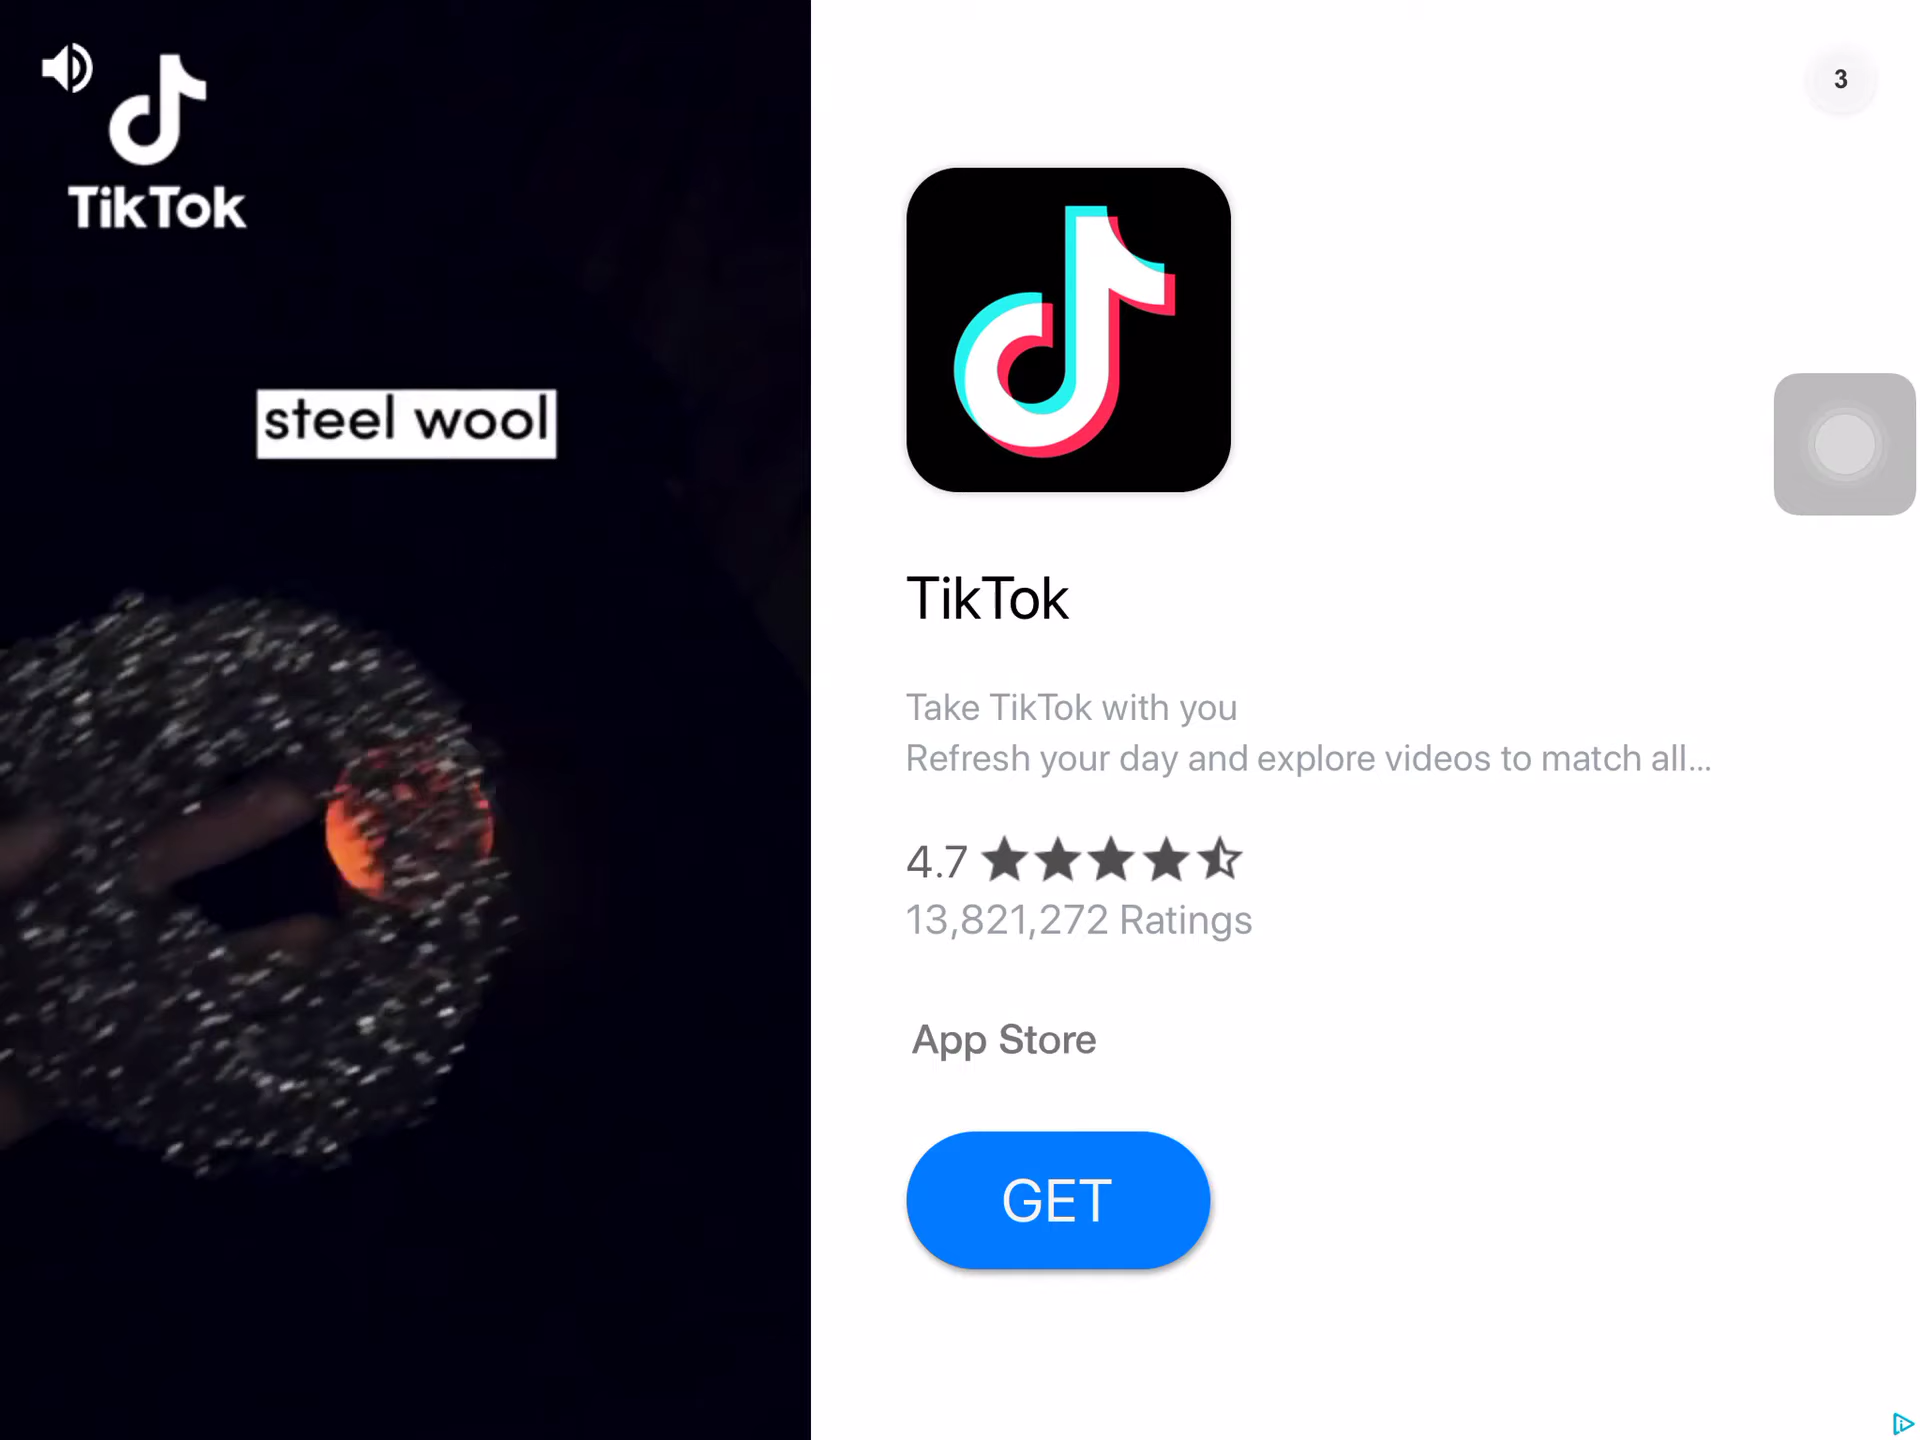 TikTok
steel wool
3
TikTok
Take TikTok with you
Refresh your day and explore videos to match all...
4.7
13,821,272 Ratings
App Store
GET